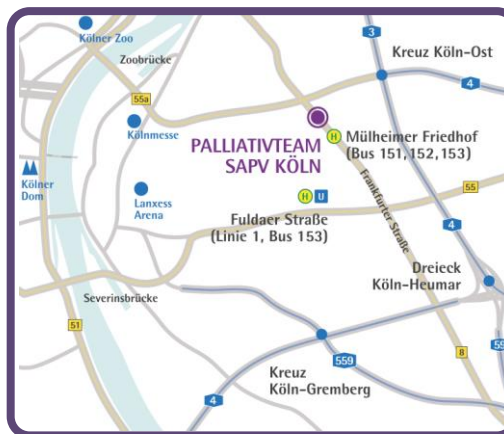 Kölner Zoo
Zoobrücke
3
Kreuz Köln-Ost
4
55a
Kölnmesse
PALLIATIVTEAM
SAPV KÖLN
H
Mülheimer Friedhof
(Bus 151,152,153)
Kölner
Dom
Lanxess
Arena
H U
55
Fuldaer Straße
(Linie 1, Bus 153)
Frankfurter Straße
4
Dreieck
Köln-Heumar
Severinsbrücke
51
559
8
Kreuz
Köln-Gremberg
4